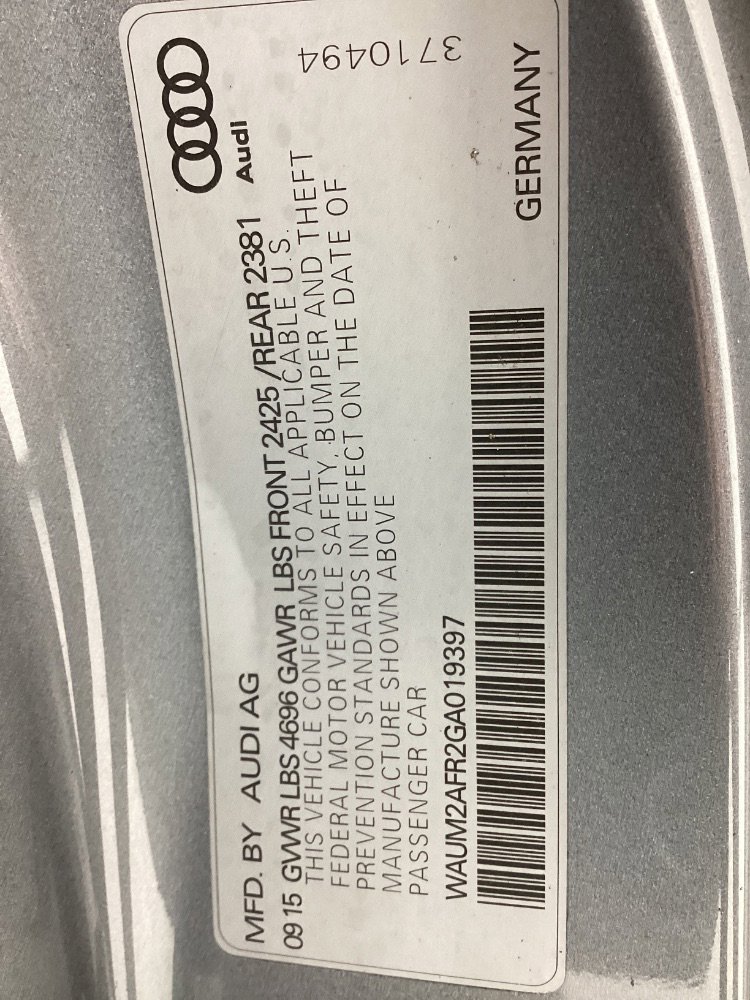 MFD. BY AUDI AG
Audi
09 15 GVWR LBS 4696 GAWR LBS FRONT 2425 /REAR 2381
THIS VEHICLE CONFORMS TO ALL APPLICABLE U.S.
FEDERAL MOTOR VEHICLE SAFETY, BUMPER AND THEFT
PREVENTION STANDARDS IN EFFECT ON THE DATE OF
MANUFACTURE SHOWN ABOVE
PASSENGER CAR
3710494
WAUM2AFR2GA019397
GERMANY